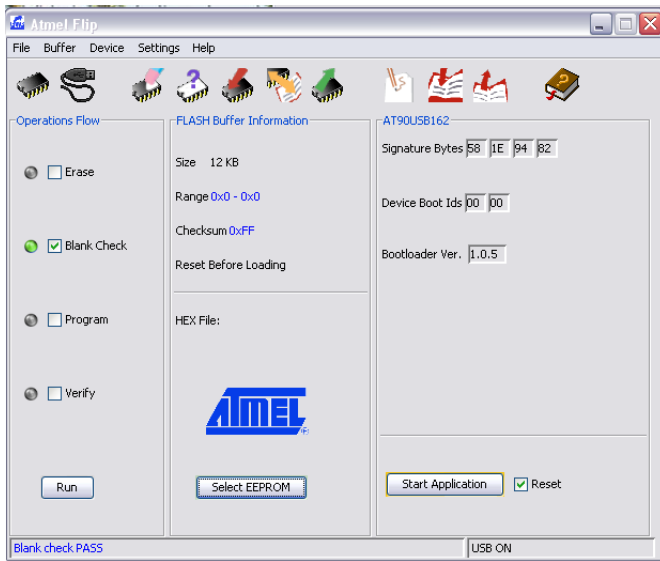 Atmel Flip
File Buffer Device Settings Help
Operations Flow
Erase
Blank Check
Program
Verify
Run
FLASH Buffer Information
Size 12 KB
Range 0x0 - 0x0
Checksum 0xFF
Reset Before Loading
HEX File:
ATMEL
Select EEPROM
AT90USB162
Signature Bytes 58 1E 94 82
Device Boot Ids 00 00
Bootloader Ver. 1.0.5
Start Application Reset
Blank check PASS
USB ON